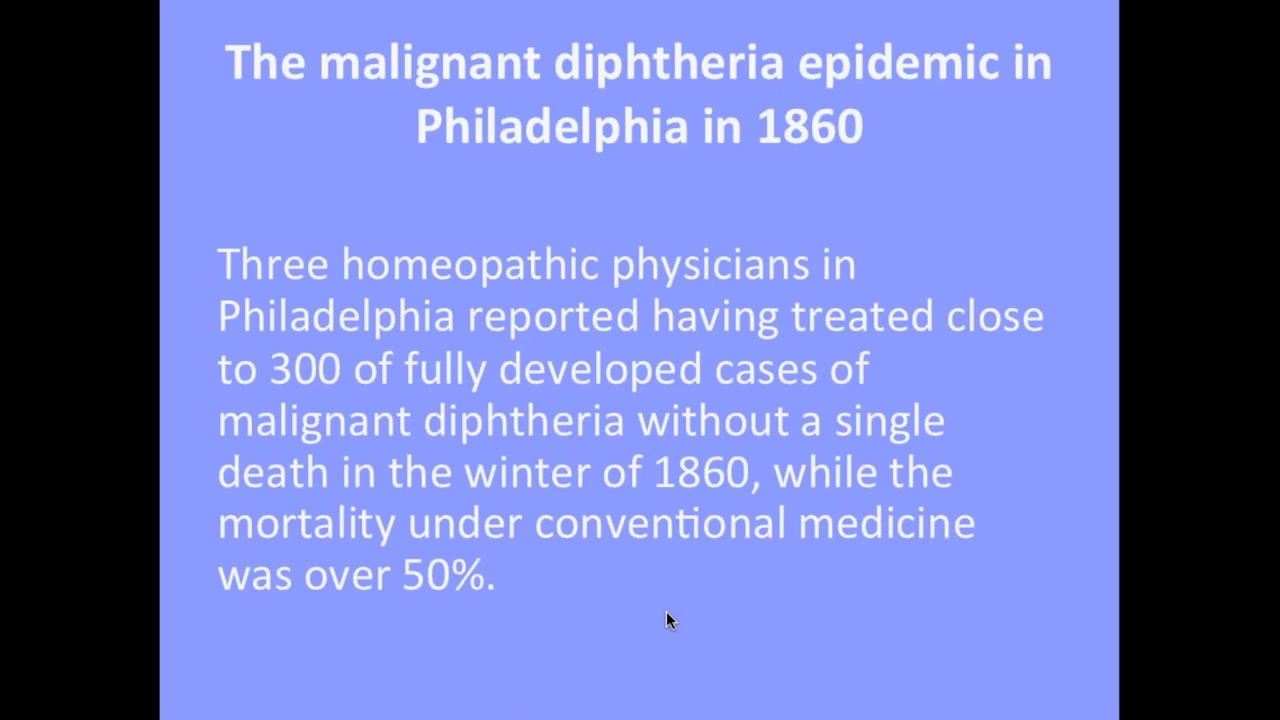 The malignant diphtheria epidemic in
Philadelphia in 1860
Three homeopathic physicians in
Philadelphia reported having treated close
to 300 of fully developed cases of
malignant diphtheria without a single
death in the winter of 1860, while the
mortality under conventional medicine
was over 50%.